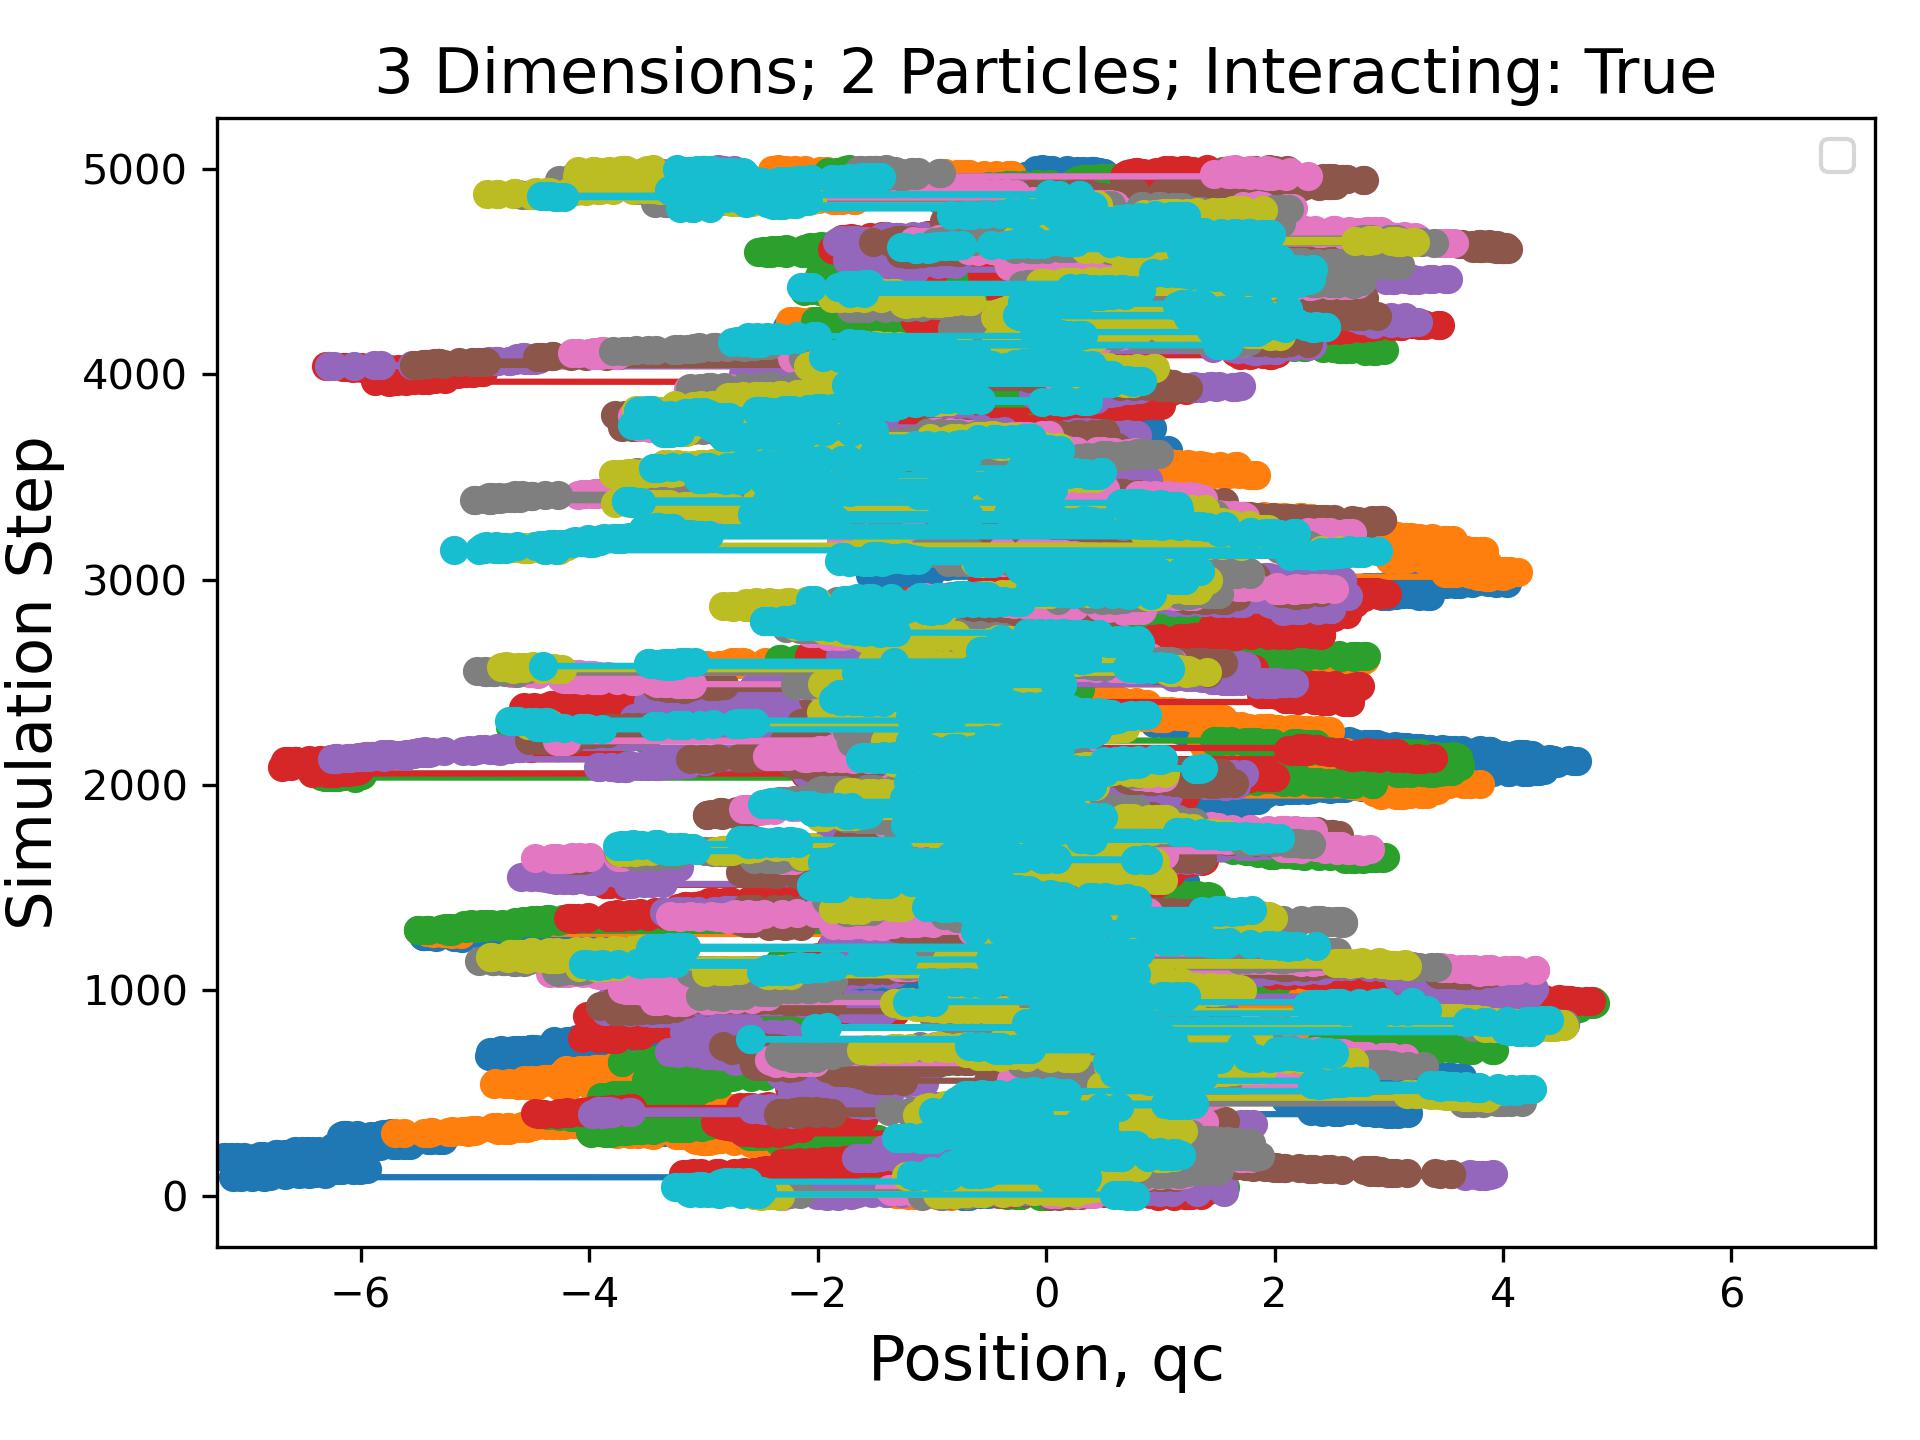 3 Dimensions; 2 Particles; Interacting: True
5000
4000
3000
2000
1000
0
Simulation Step
−6 −4 −2 0 2 4 6
Position, qc